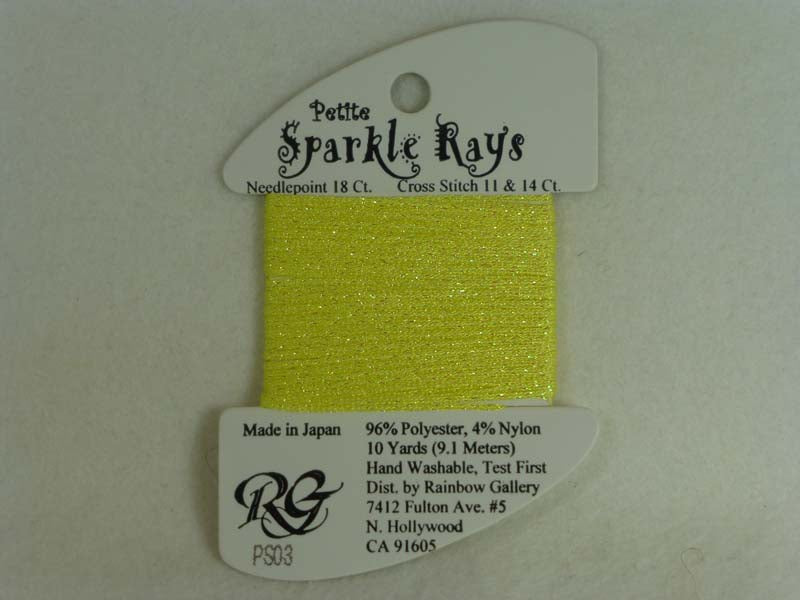 Petite
Sparkle Rays
Needlepoint 18 Ct. Cross Stitch 11 & 14 Ct.
Made in Japan
96% Polyester, 4% Nylon
10 Yards (9.1 Meters)
Hand Washable, Test First
Dist. by Rainbow Gallery
7412 Fulton Ave. #5
N. Hollywood
CA 91605
RG
PS03